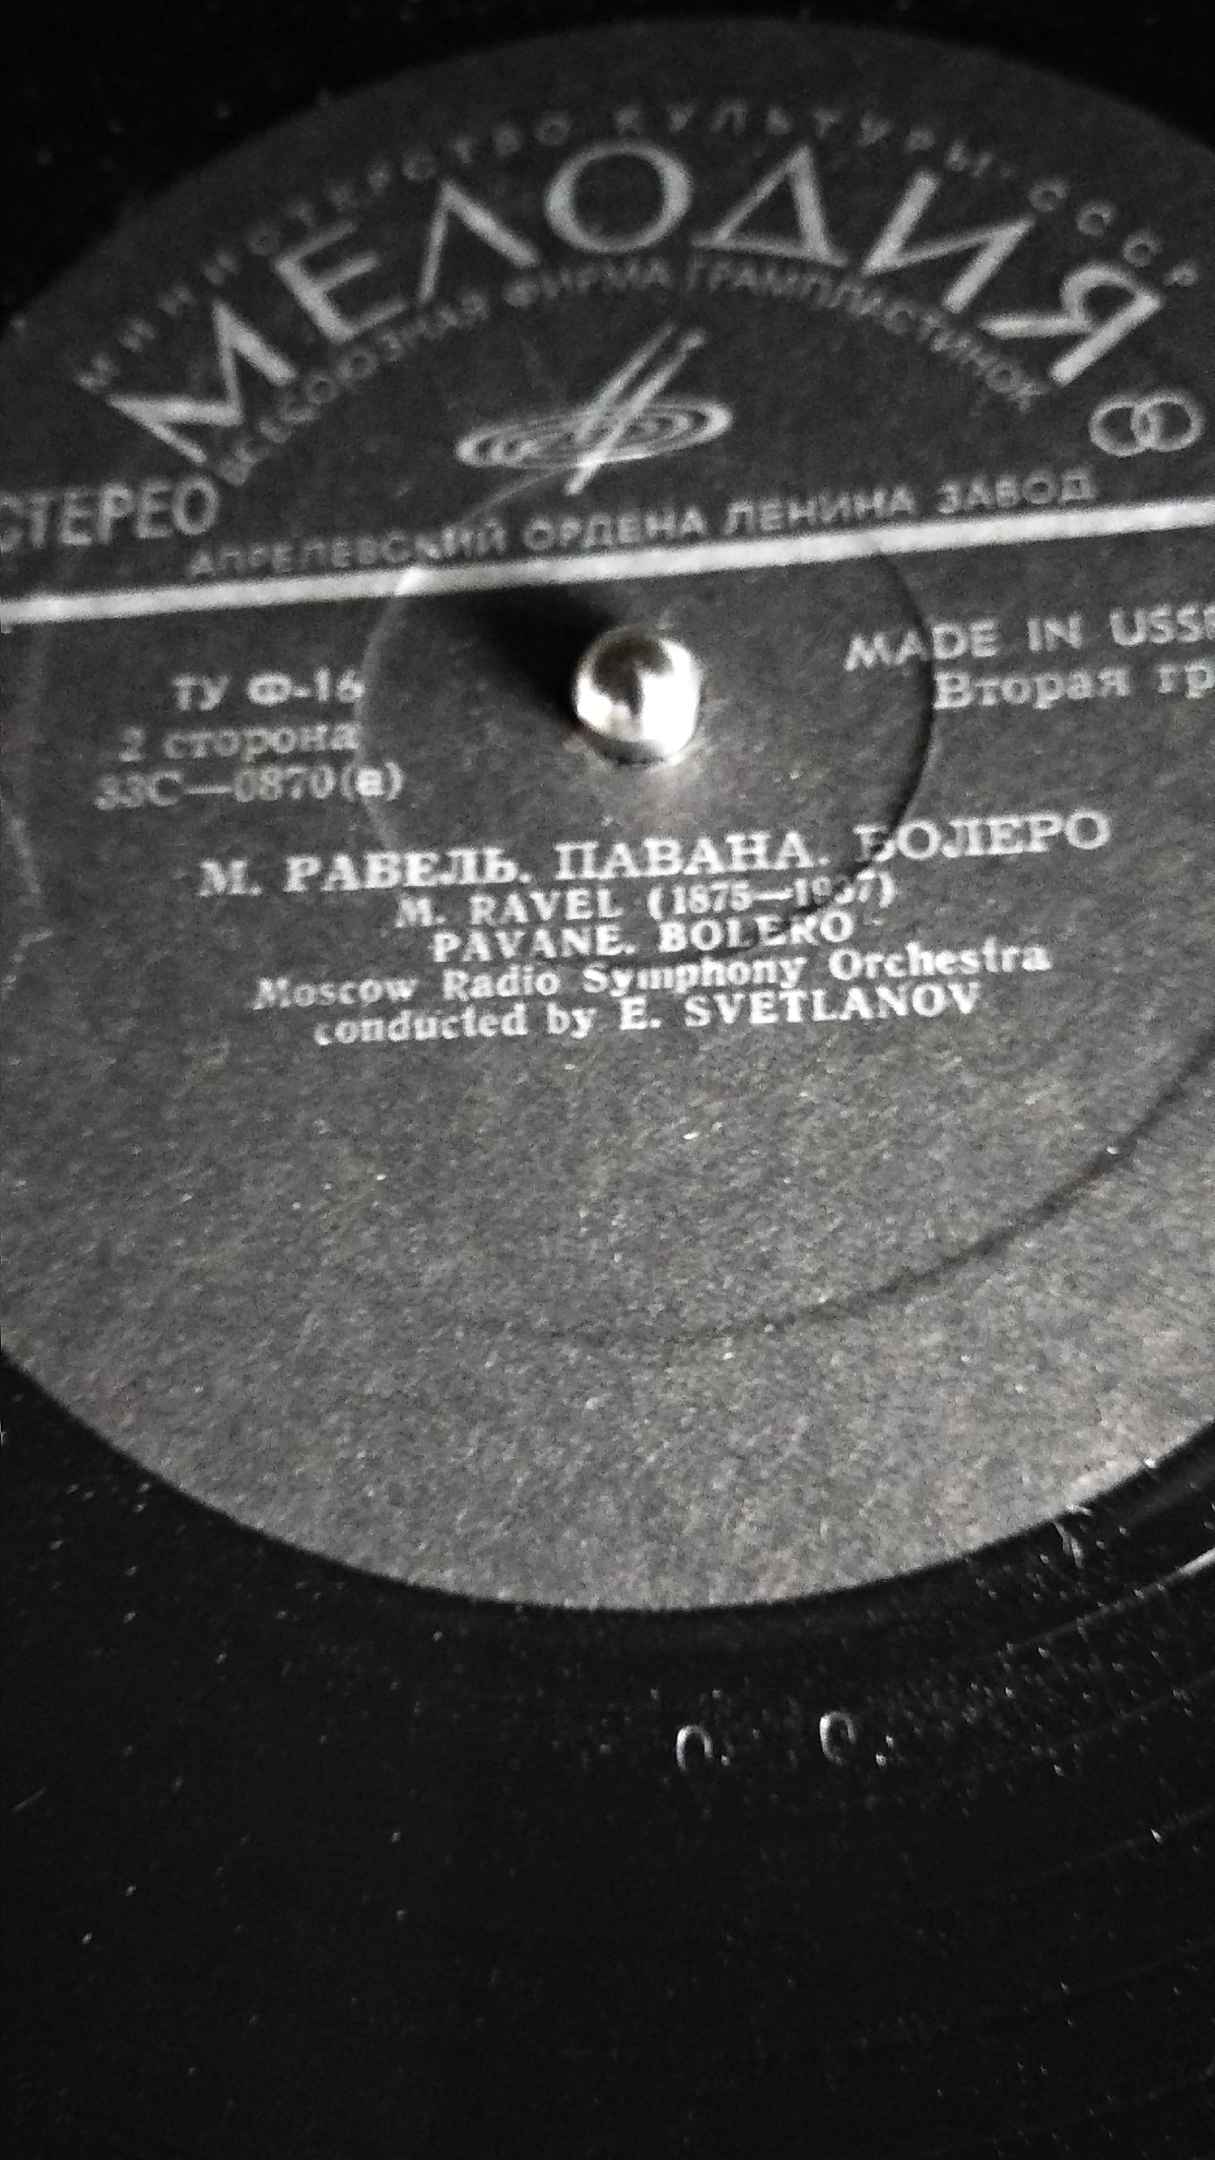 МИНИСТЕРСТВО КУЛЬТУРЫ СССР
МЕЛОДИЯ
ВСЕСОЮЗНАЯ ФИРМА ГРАМПЛАСТИНОК
СТЕРЕО
АПРЕЛЕВСКИЙ ОРДЕНА ЛЕНИНА ЗАВОД
MADE IN USSR
ТУ Ф-16
Вторая гр
2 сторона
33С—0870(а)
М. РАВЕЛЬ. ПАВАНА. БОЛЕРО
M. RAVEL (1875—1937)
PAVANE. BOLERO
Moscow Radio Symphony Orchestra
conducted by E. SVETLANOV